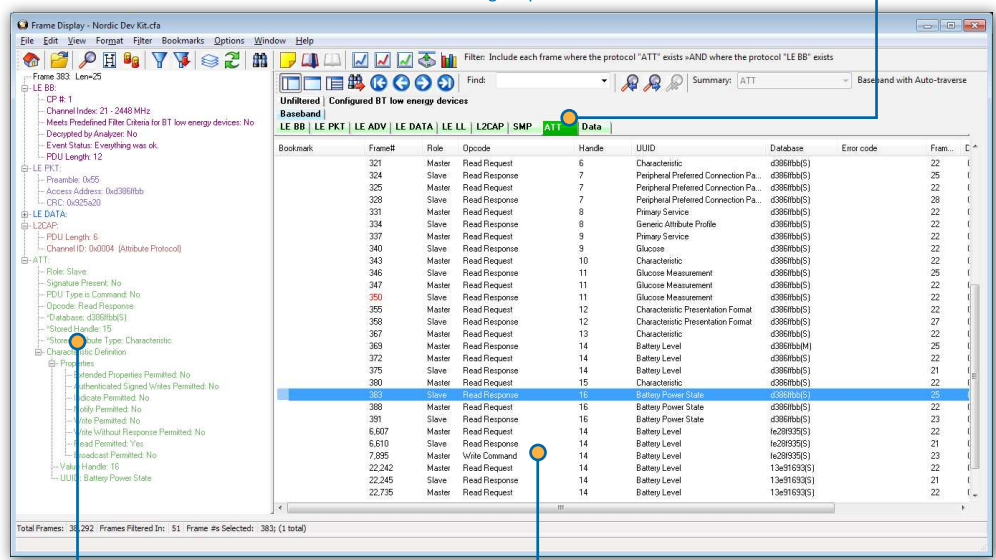 Frame Display - Nordic Dev Kit.cfa
File Edit View Format Filter Bookmarks Options Window Help
Filter: Include each frame where the protocol "ATT" exists »AND where the protocol "LE BB" exists
Find: Summary: ATT Baseband with Auto-traverse
Unfiltered Configured BT low energy devices
Baseband
LE BB LE PKT LE ADV LE DATA LE LL L2CAP SMP ATT Data
Frame 383: Len=25
LE BB:
CP #: 1
Channel Index: 21 - 2448 MHz
Meets Predefined Filter Criteria for BT low energy devices: No
Decrypted by Analyzer: No
Event Status: Everything was ok.
PDU Length: 12
LE PKT:
Preamble: 0x55
Access Address: 0xd386ffbb
CRC: 0x925a20
LE DATA:
L2CAP:
PDU Length: 6
Channel ID: 0x0004 (Attribute Protocol)
ATT:
Role: Slave
Signature Present: No
PDU Type is Command: No
Opcode: Read Response
*Database: d386ffbb(S)
*Stored Handle: 15
*Stored Attribute Type: Characteristic
Characteristic Definition
Properties
Extended Properties Permitted: No
Authenticated Signed Writes Permitted: No
Indicate Permitted: No
Notify Permitted: No
Write Permitted: No
Write Without Response Permitted: No
Read Permitted: Yes
Broadcast Permitted: No
Value Handle: 16
UUID: Battery Power State
Bookmark Frame# Role Opcode Handle UUID Database Error code Fram...
321 Master Read Request 6 Characteristic d386ffbb(S) 22
324 Slave Read Response 7 Peripheral Preferred Connection Pa... d386ffbb(S) 25
325 Master Read Request 7 Peripheral Preferred Connection Pa... d386ffbb(S) 22
328 Slave Read Response 7 Peripheral Preferred Connection Pa... d386ffbb(S) 28
331 Master Read Request 8 Primary Service d386ffbb(S) 22
334 Slave Read Response 8 Generic Attribute Profile d386ffbb(S) 22
337 Master Read Request 9 Primary Service d386ffbb(S) 22
340 Slave Read Response 9 Glucose d386ffbb(S) 22
343 Master Read Request 10 Characteristic d386ffbb(S) 22
346 Slave Read Response 11 Glucose Measurement d386ffbb(S) 25
347 Master Read Request 11 Glucose Measurement d386ffbb(S) 22
350 Slave Read Response 11 Glucose Measurement d386ffbb(S) 22
355 Master Read Request 12 Characteristic Presentation Format d386ffbb(S) 22
358 Slave Read Response 12 Characteristic Presentation Format d386ffbb(S) 27
367 Master Read Request 13 Characteristic d386ffbb(S) 22
369 Master Read Response 14 Battery Level d386ffbb(M) 25
372 Master Read Request 14 Battery Level d386ffbb(S) 22
375 Slave Read Response 14 Battery Level d386ffbb(S) 21
380 Master Read Request 15 Characteristic d386ffbb(S) 22
383 Slave Read Response 16 Battery Power State d386ffbb(S) 25
388 Master Read Request 16 Battery Power State d386ffbb(S) 22
391 Slave Read Response 16 Battery Power State d386ffbb(S) 23
6,607 Master Read Request 14 Battery Level fe28f935(S) 22
6,610 Slave Read Response 14 Battery Level fe28f935(S) 21
7,895 Master Write Command 14 Battery Level fe28f935(S) 23
22,242 Master Read Request 14 Battery Level 13e91693(S) 22
22,245 Slave Read Response 14 Battery Level 13e91693(S) 21
22,735 Master Read Request 14 Battery Level 13e91693(S) 22
Total Frames: 38,292 Frames Filtered In: 51 Frame #s Selected: 383; (1 total)